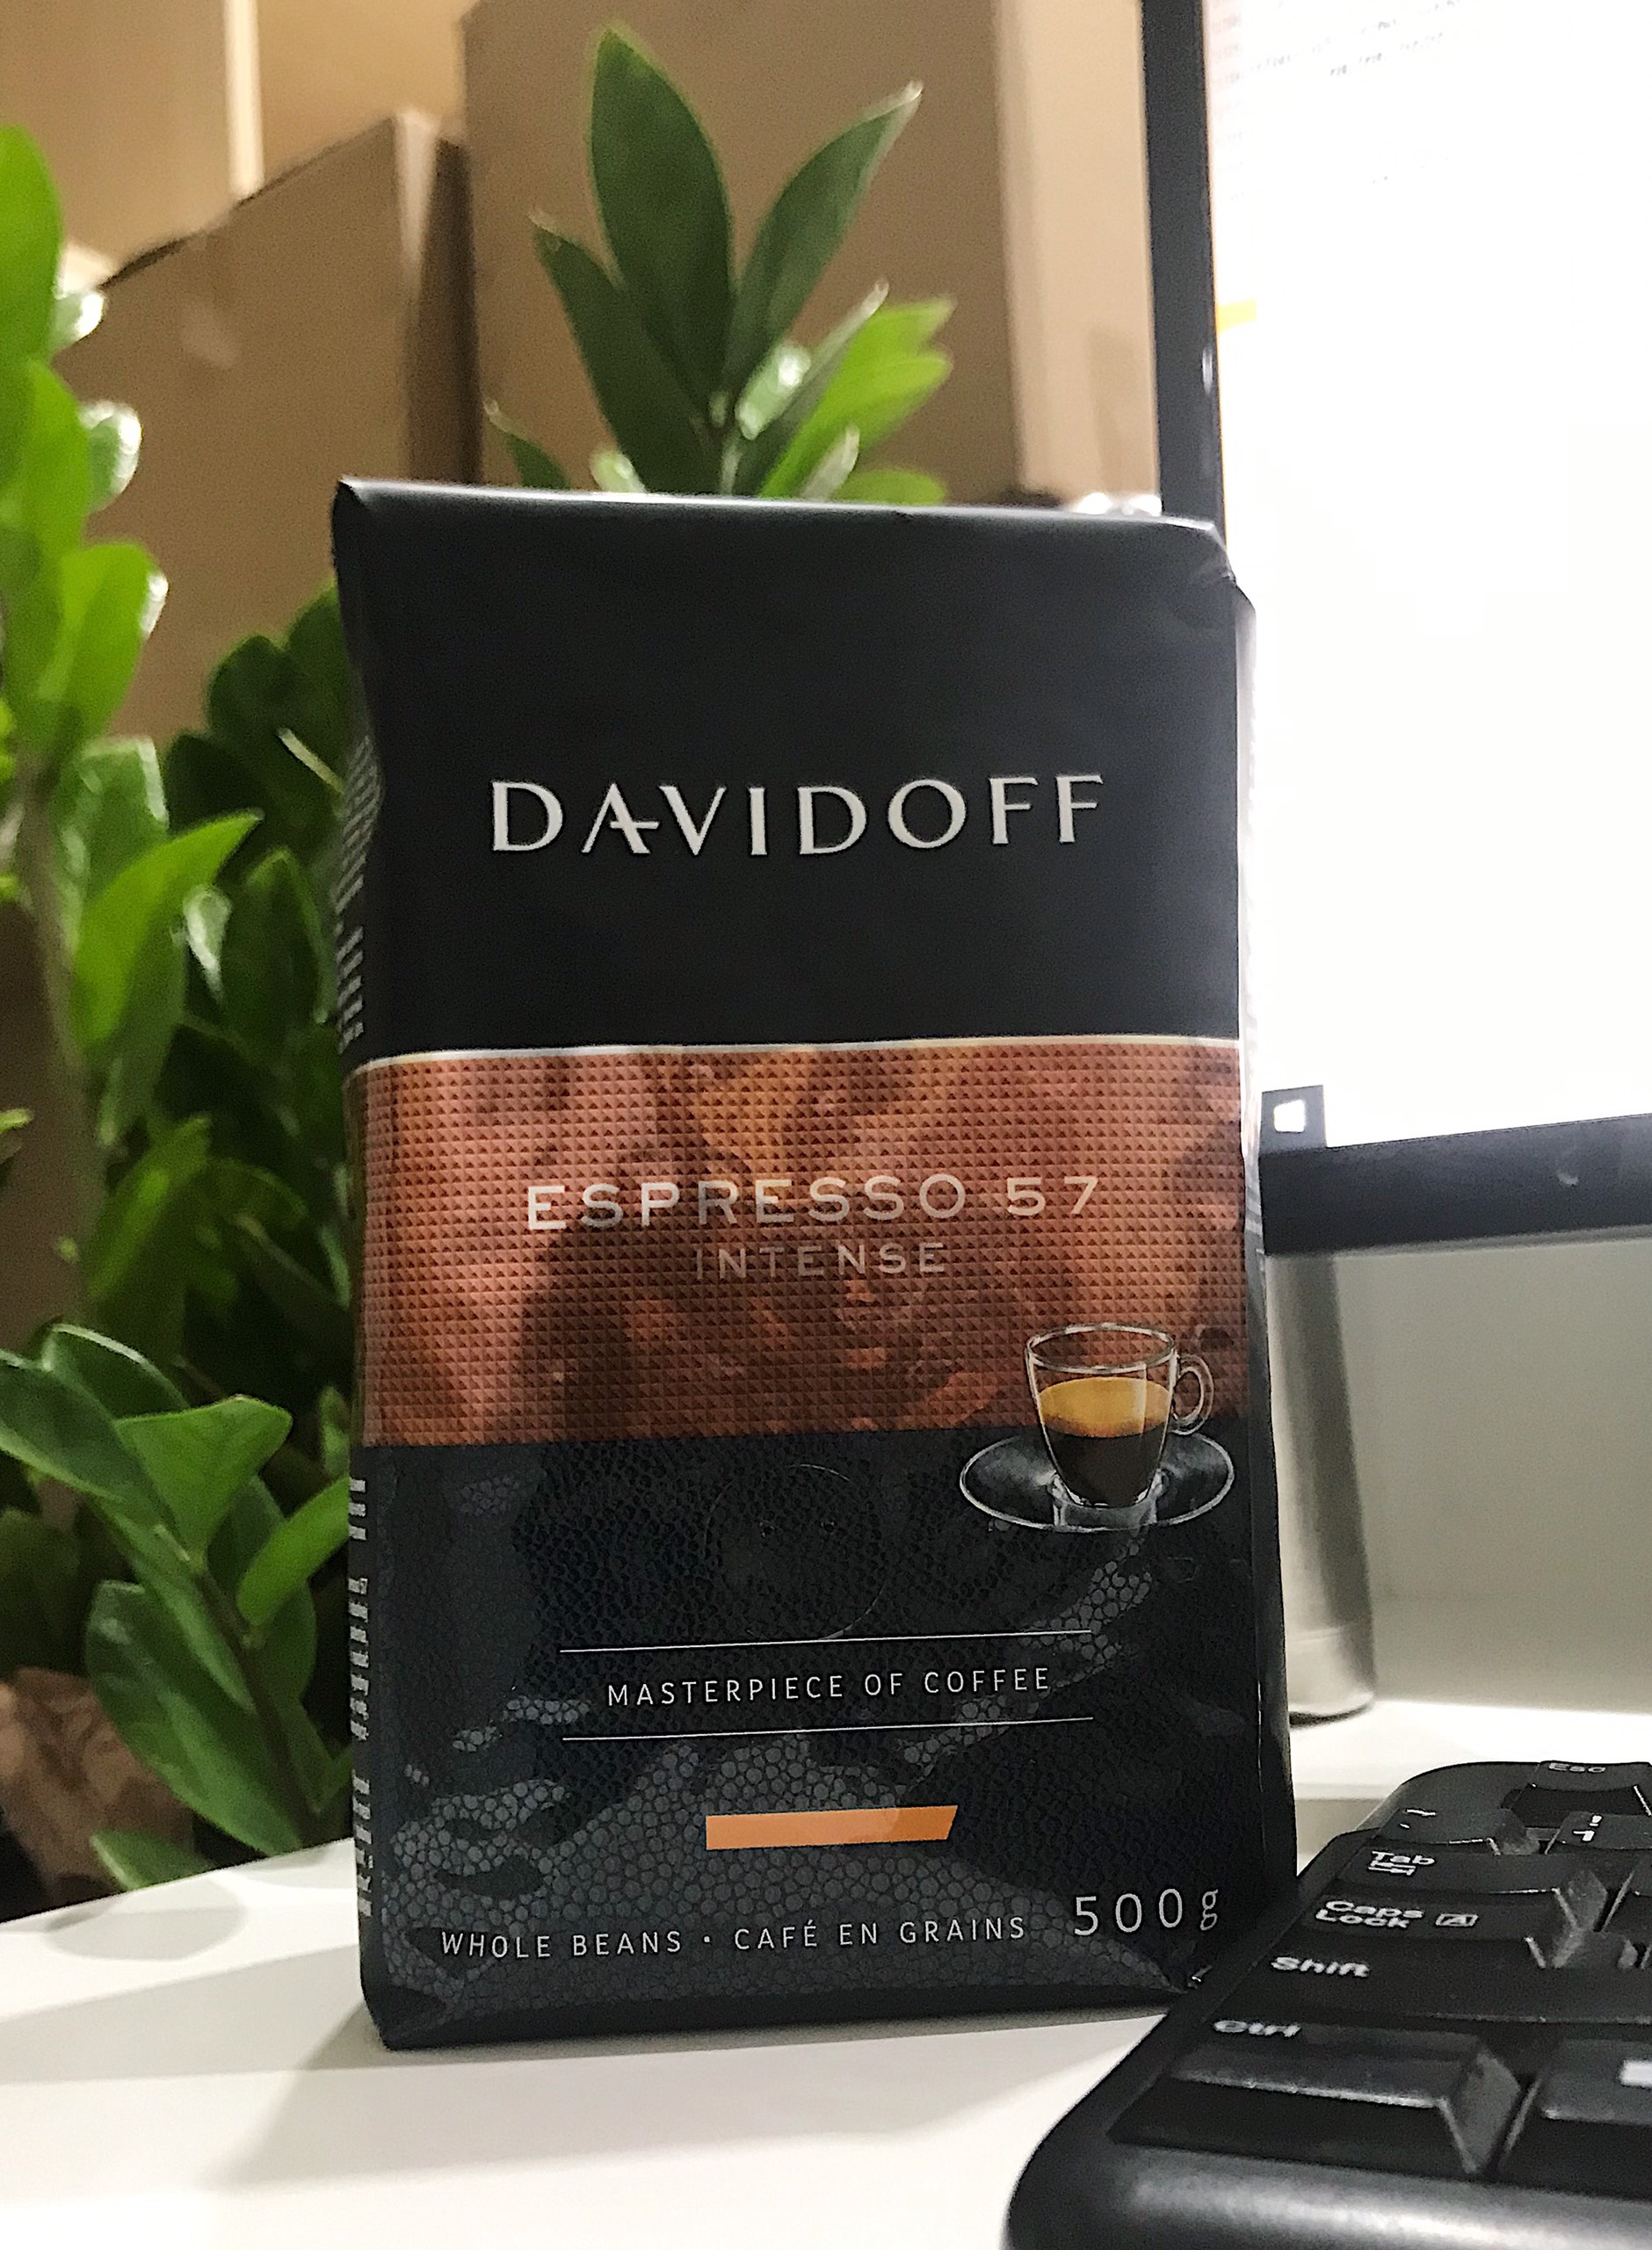 DAVIDOFF
ESPRESSO 57
INTENSE
MASTERPIECE OF COFFEE
WHOLE BEANS • CAFÉ EN GRAINS 500g
Esc
Tab
Caps Lock A
Shift
Ctrl